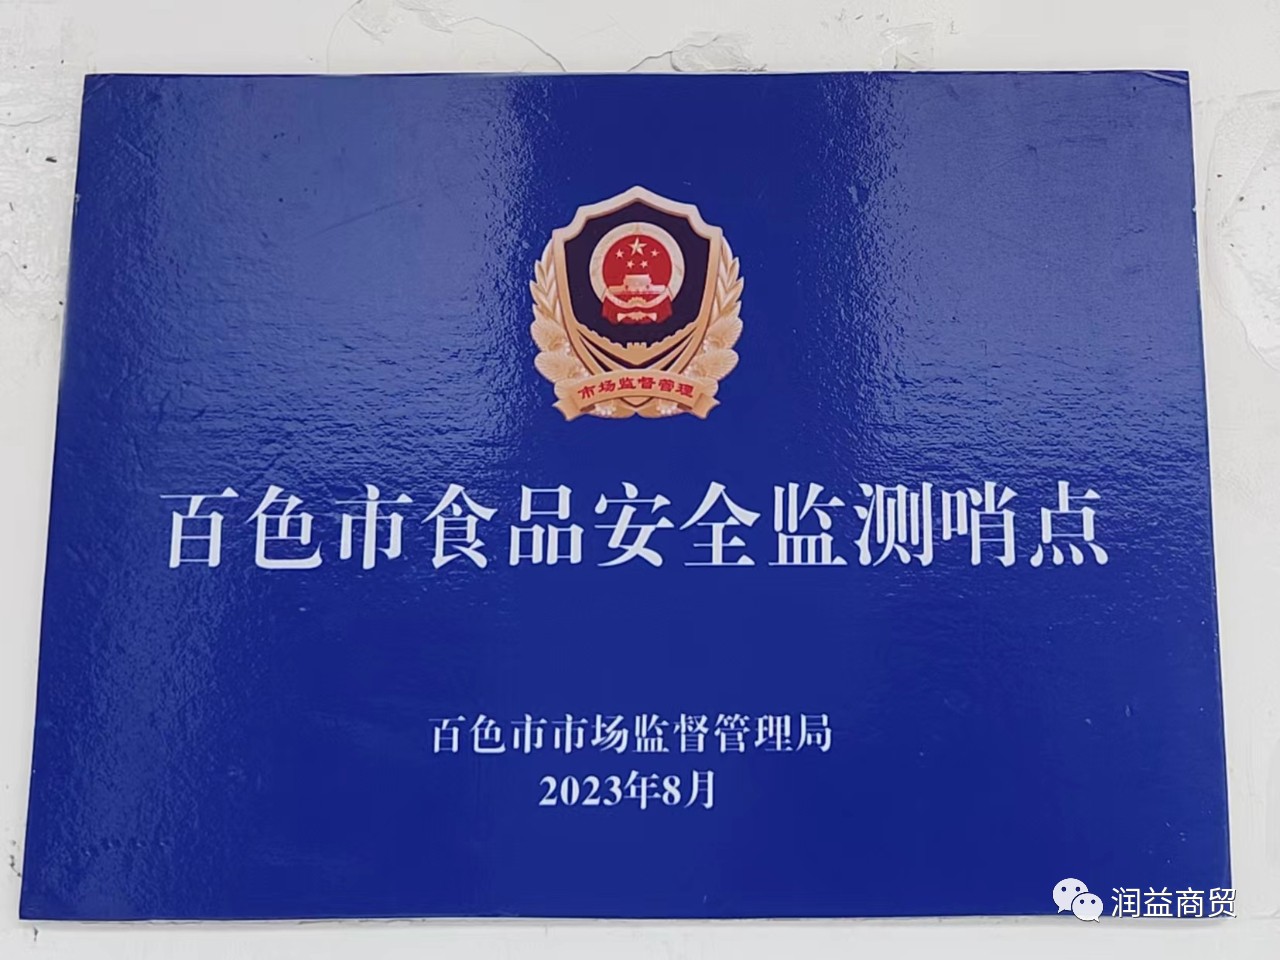 市场监督管理
百色市食品安全监测哨点
百色市市场监督管理局
2023年8月
润益商贸